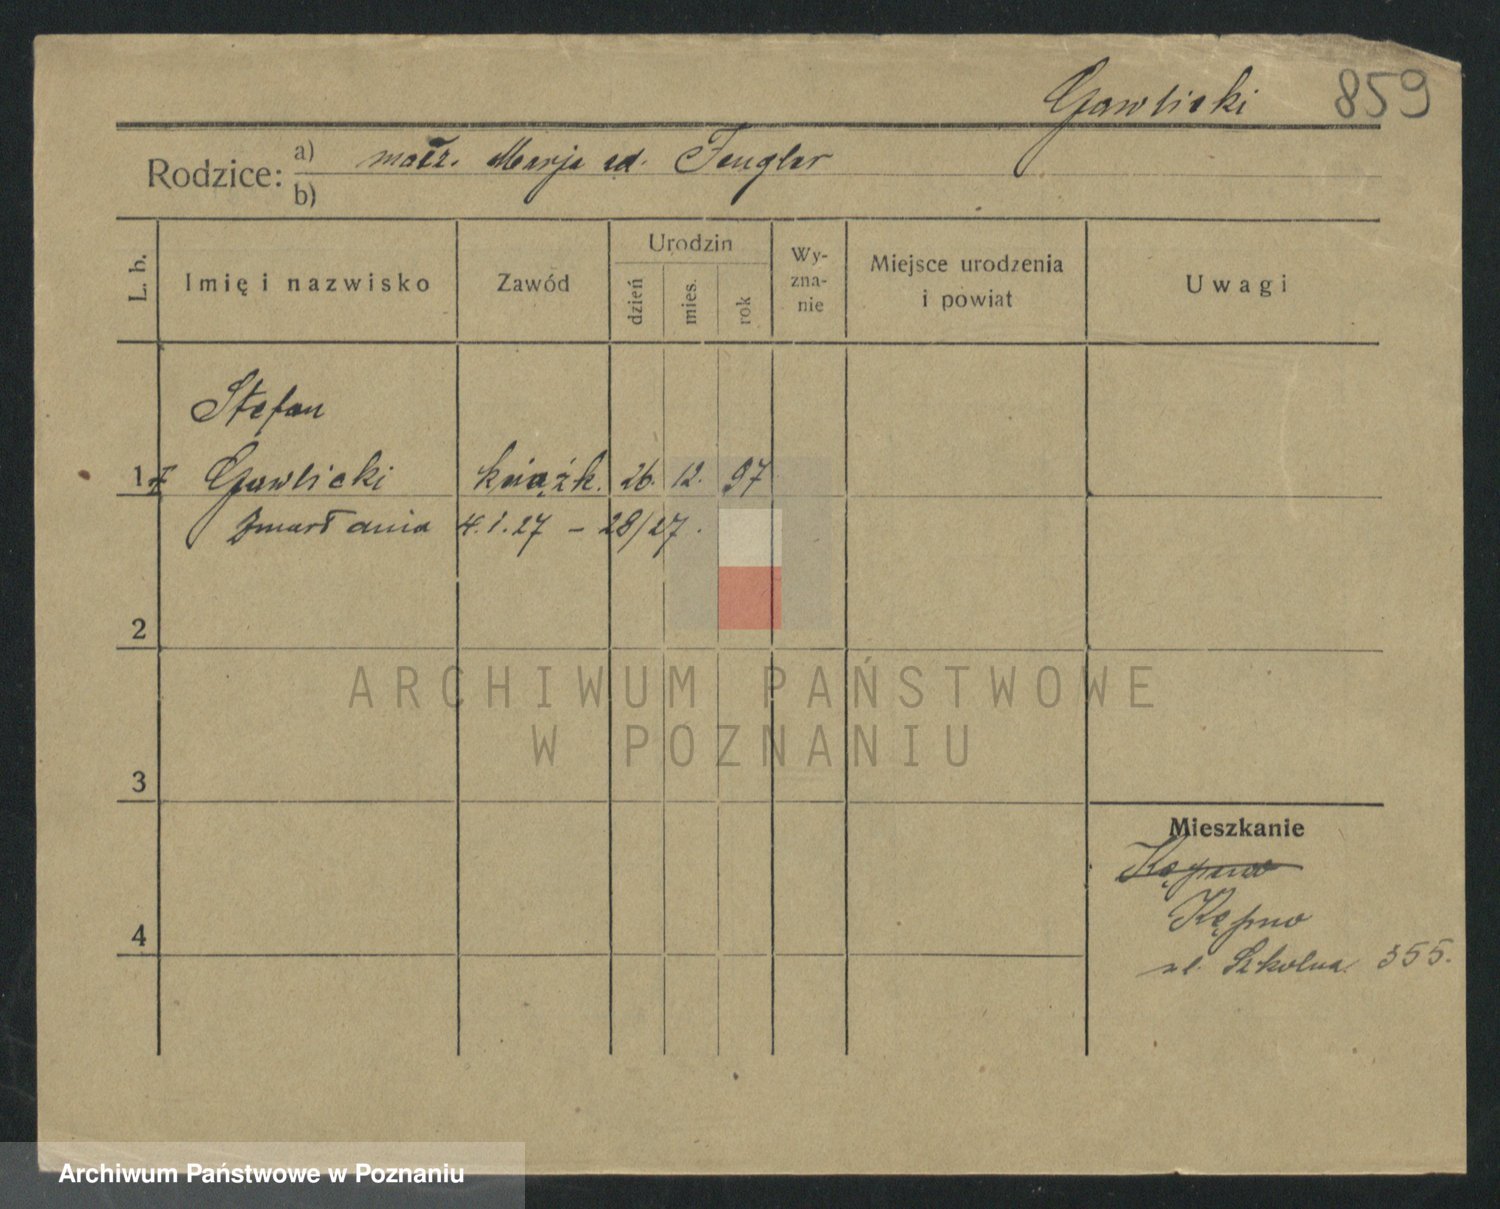 Gawlicki 859
Rodzice: a) małż. Marja ud. Fengler
b)
L. b. Imię i nazwisko Zawód Urodzin dzień mies. rok Wy-zna-nie Miejsce urodzenia i powiat Uwagi
Stefan
1 Gawlicki książk. 26. 12. 97
zmarł dnia 4.1.27 – 28/27.
2
ARCHIWUM PAŃSTWOWE
W POZNANIU
3
Mieszkanie
Kępno
Kępno
4
ul. Szkolna 355.
Archiwum Państwowe w Poznaniu